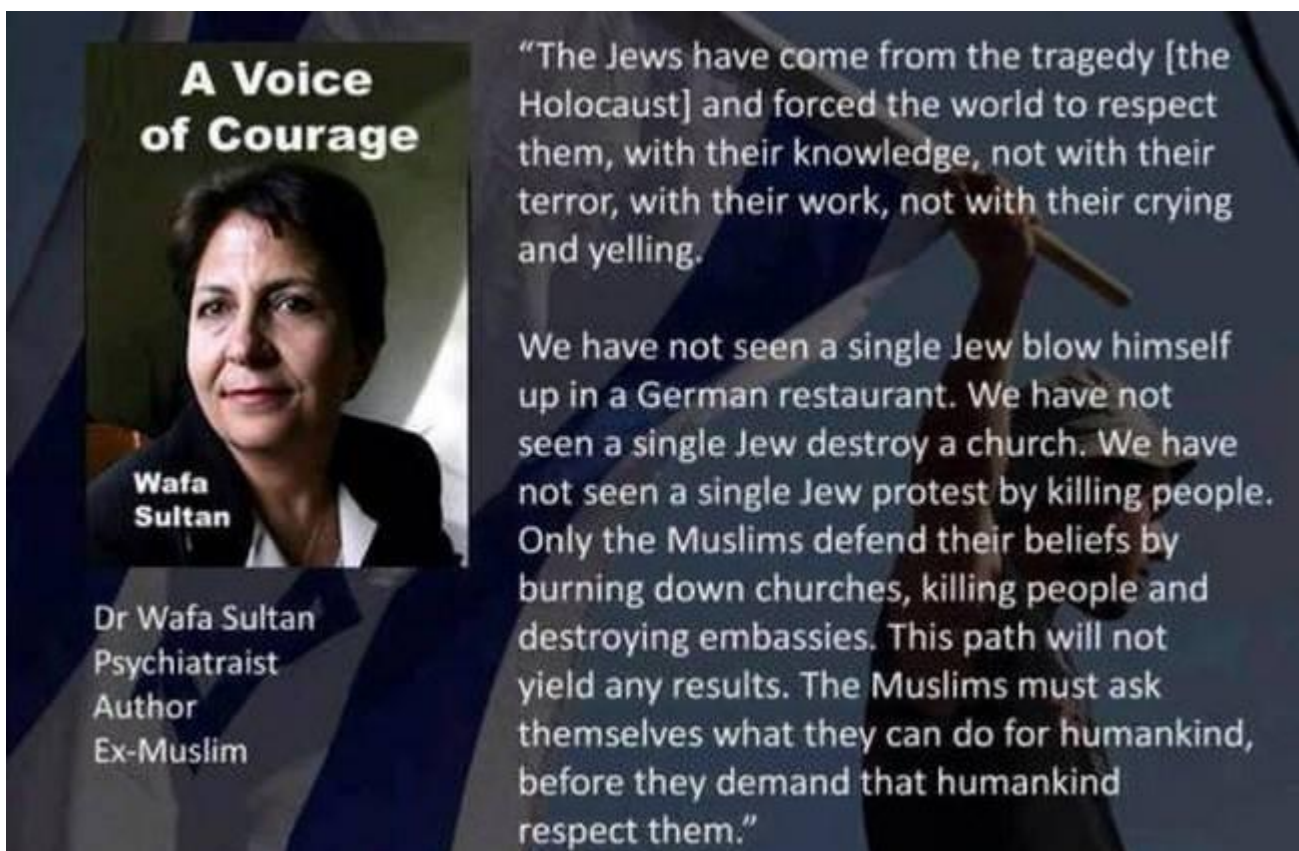 A Voice
of Courage
Wafa
Sultan
Dr Wafa Sultan
Psychiatraist
Author
Ex-Muslim
“The Jews have come from the tragedy [the
Holocaust] and forced the world to respect
them, with their knowledge, not with their
terror, with their work, not with their crying
and yelling.
We have not seen a single Jew blow himself
up in a German restaurant. We have not
seen a single Jew destroy a church. We have
not seen a single Jew protest by killing people.
Only the Muslims defend their beliefs by
burning down churches, killing people and
destroying embassies. This path will not
yield any results. The Muslims must ask
themselves what they can do for humankind,
before they demand that humankind
respect them.”